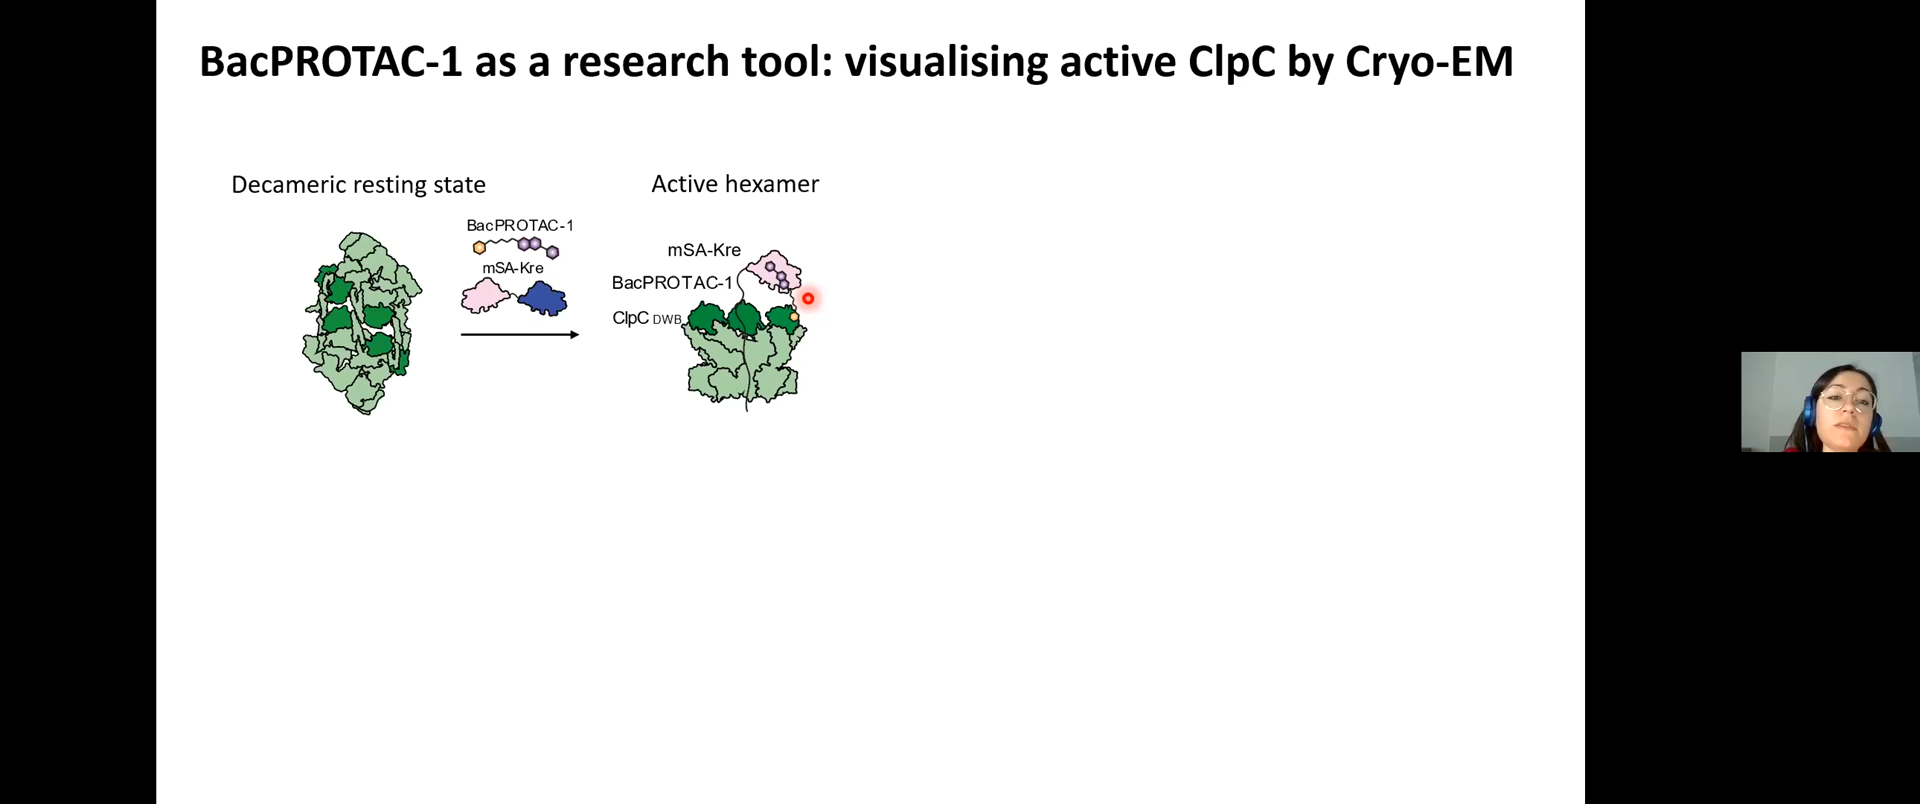 BacPROTAC-1 as a research tool: visualising active ClpC by Cryo-EM
Decameric resting state
Active hexamer
BacPROTAC-1
mSA-Kre
mSA-Kre
BacPROTAC-1
ClpC DWB